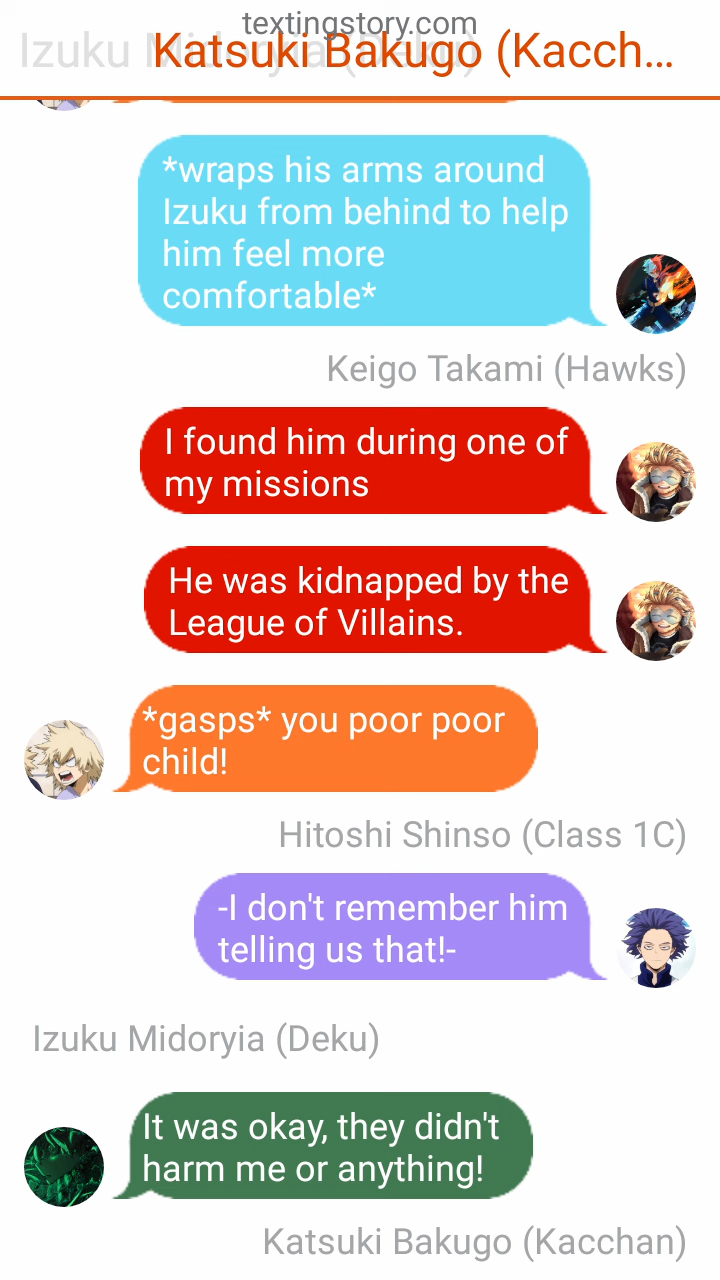 textingstory.com
Izuku Midoryia (Deku)
Katsuki Bakugo (Kacch...
*wraps his arms around
Izuku from behind to help
him feel more
comfortable*
Keigo Takami (Hawks)
I found him during one of
my missions
He was kidnapped by the
League of Villains.
*gasps* you poor poor
child!
Hitoshi Shinso (Class 1C)
-I don't remember him
telling us that!-
Izuku Midoryia (Deku)
It was okay, they didn't
harm me or anything!
Katsuki Bakugo (Kacchan)